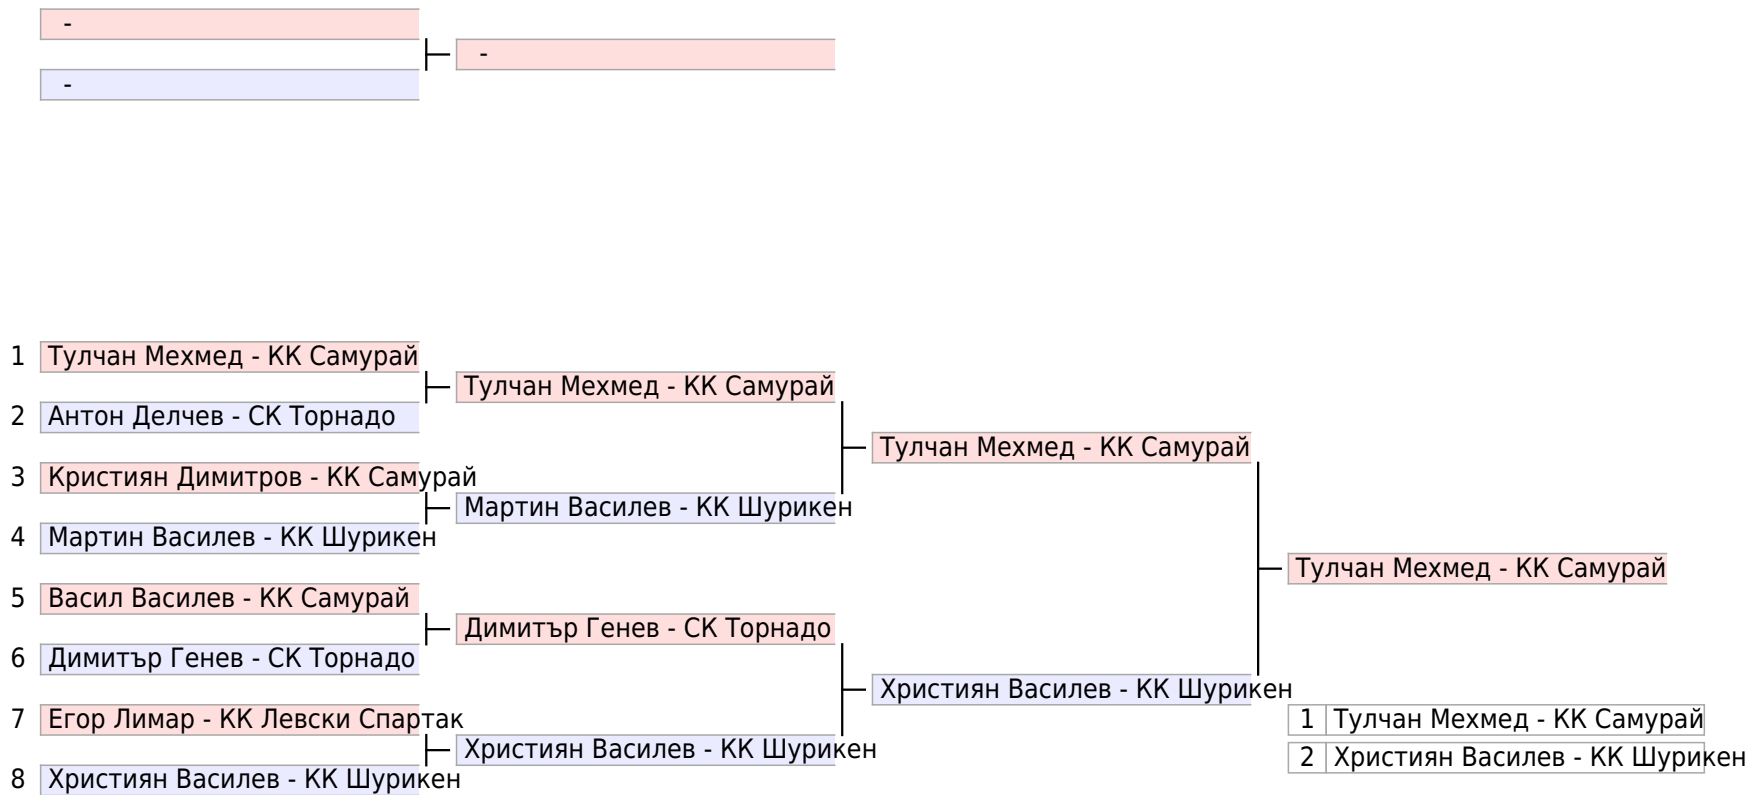 -
-
-
1 Тулчан Мехмед - КК Самурай
Тулчан Мехмед - КК Самурай
2 Антон Делчев - СК Торнадо
Тулчан Мехмед - КК Самурай
3 Кристиян Димитров - КК Самурай
Мартин Василев - КК Шурикен
4 Мартин Василев - КК Шурикен
Тулчан Мехмед - КК Самурай
5 Васил Василев - КК Самурай
Димитър Генев - СК Торнадо
6 Димитър Генев - СК Торнадо
Християн Василев - КК Шурикен
7 Егор Лимар - КК Левски Спартак
1 Тулчан Мехмед - КК Самурай
Християн Василев - КК Шурикен
2 Християн Василев - КК Шурикен
8 Християн Василев - КК Шурикен